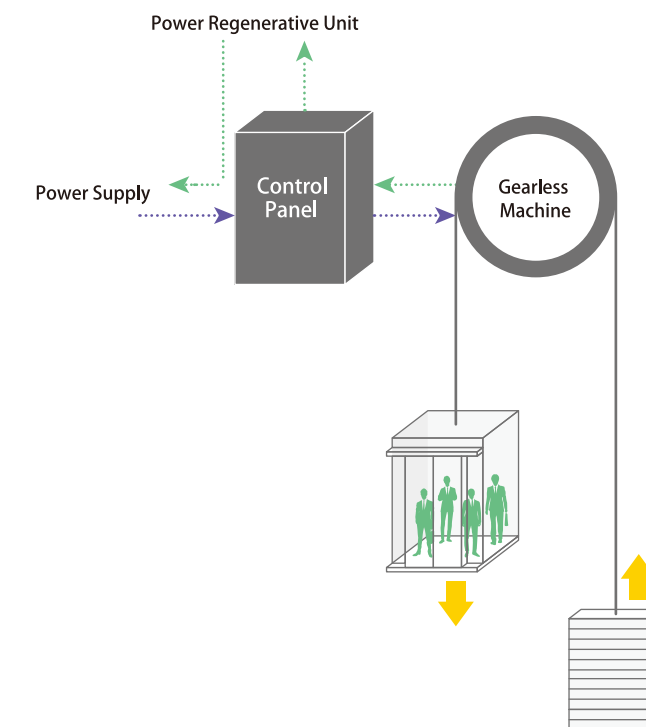 Power Regenerative Unit
Power Supply
Control
Panel
Gearless
Machine